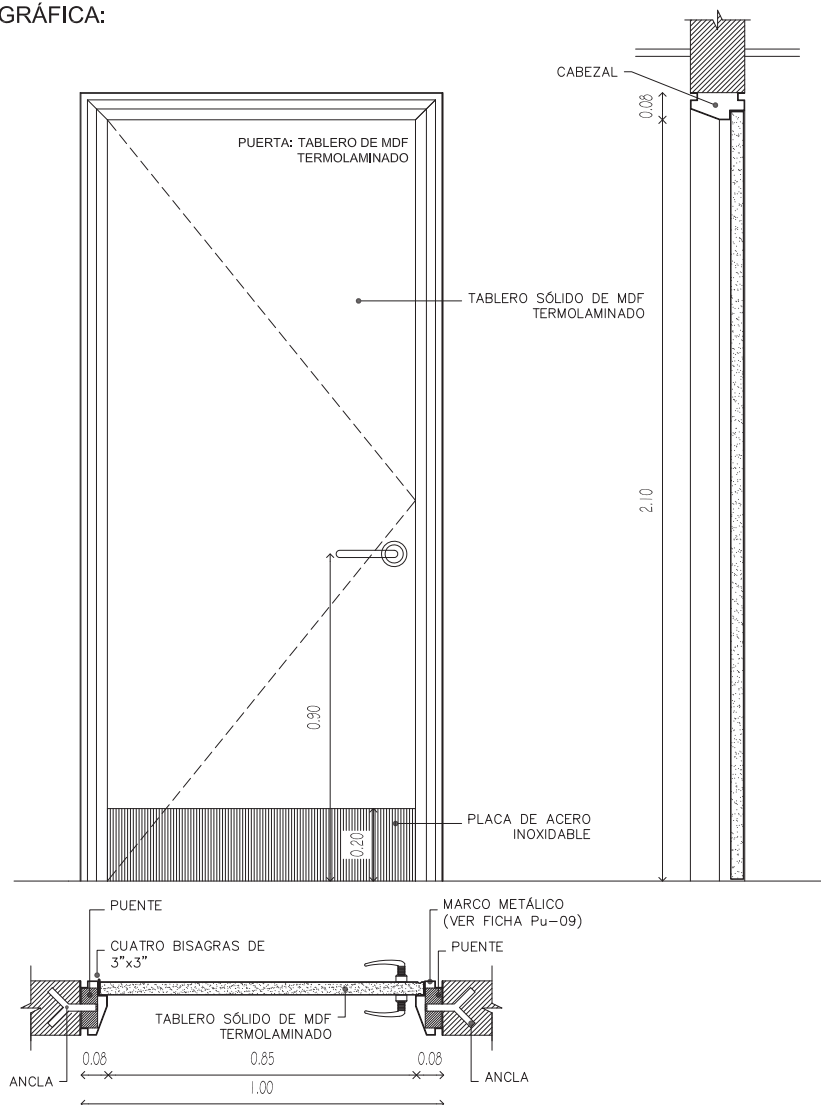 GRÁFICA:
CABEZAL
0.08
PUERTA: TABLERO DE MDF
TERMOLAMINADO
TABLERO SÓLIDO DE MDF
TERMOLAMINADO
2.10
0.90
0.20
PLACA DE ACERO
INOXIDABLE
PUENTE
MARCO METÁLICO
(VER FICHA Pu-09)
CUATRO BISAGRAS DE
3"x3"
PUENTE
TABLERO SÓLIDO DE MDF
TERMOLAMINADO
0.08
0.85
0.08
ANCLA
ANCLA
1.00